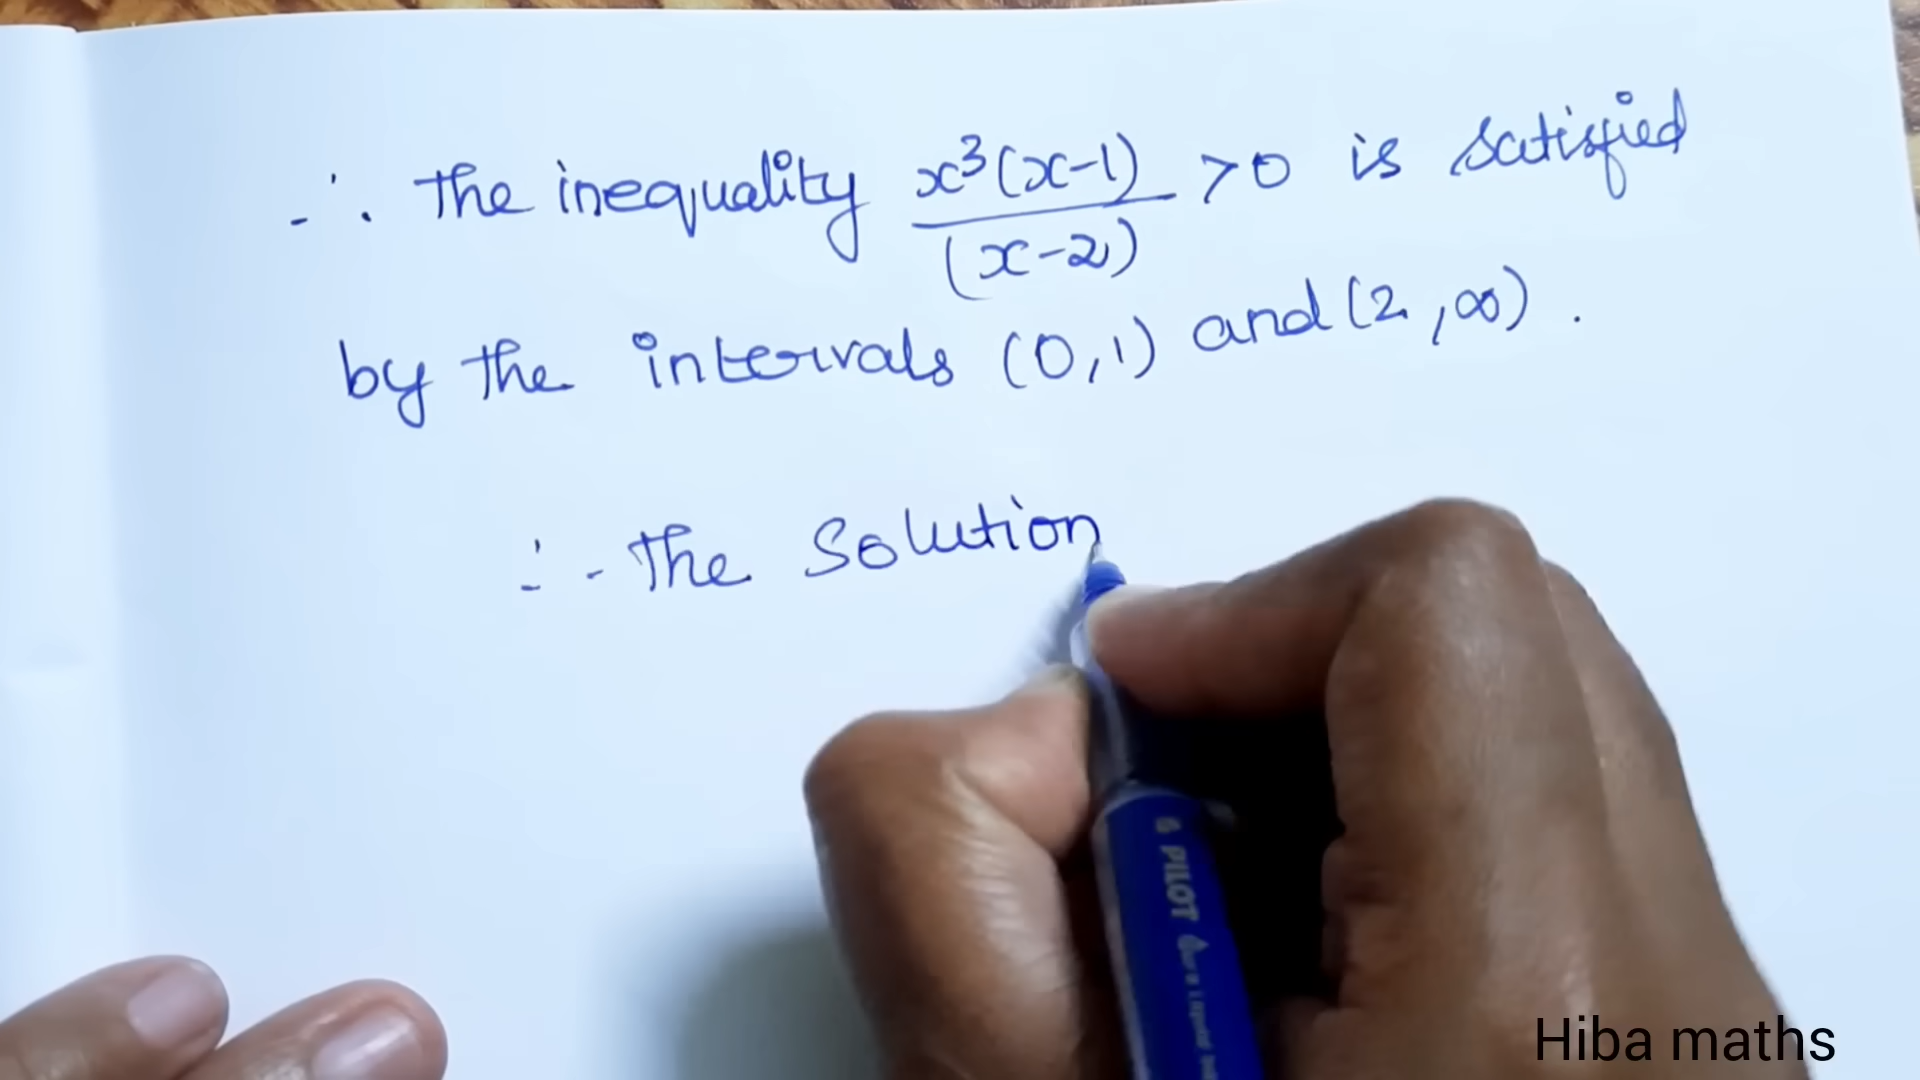 ∴ The inequality x³(x-1)/(x-2) >0 is satisfied
by the intervals (0,1) and (2,∞).
∴ The Solution
PILOT
Hiba maths